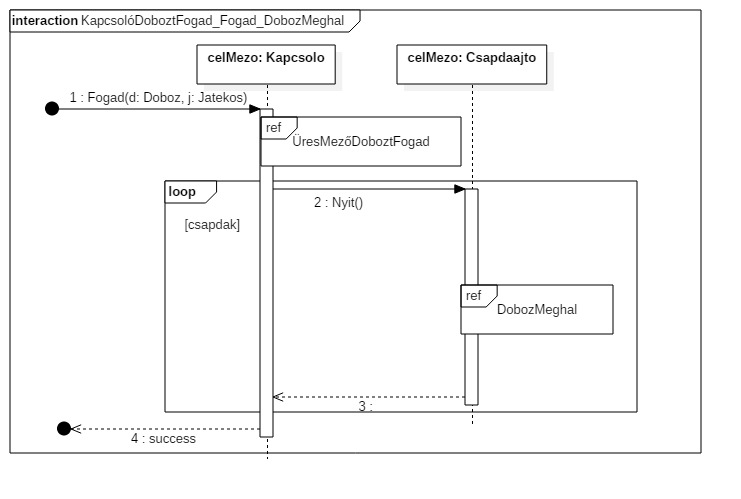 interaction KapcsolóDoboztFogad_Fogad_DobozMeghal
celMezo: Kapcsolo
celMezo: Csapdaajto
1 : Fogad(d: Doboz, j: Jatekos)
ref
ÜresMezőDoboztFogad
loop
2 : Nyit()
[csapdak]
ref
DobozMeghal
3 :
4 : success